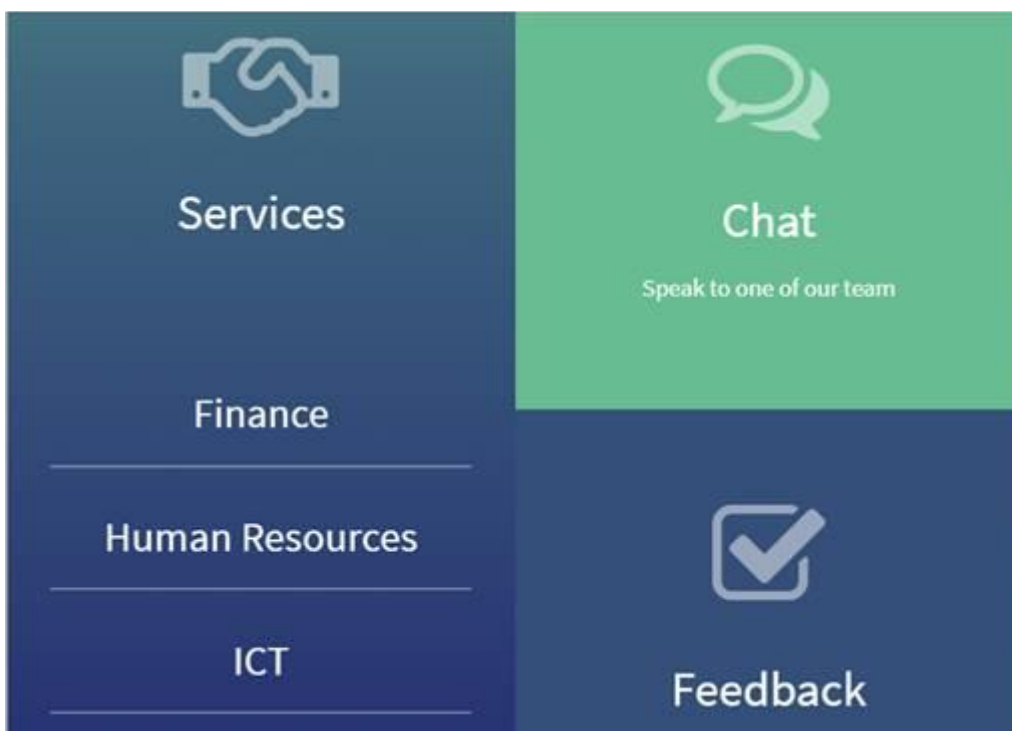 Services
Finance
Human Resources
ICT
Chat
Speak to one of our team
Feedback